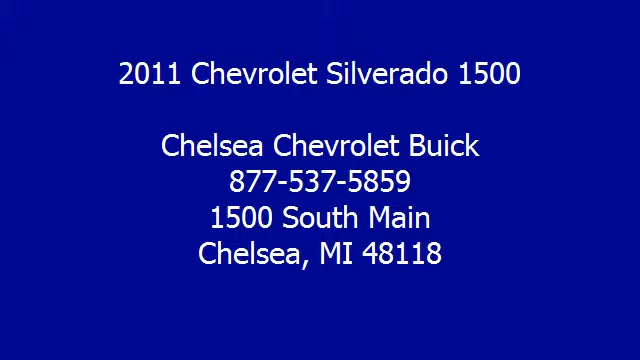 2011 Chevrolet Silverado 1500
Chelsea Chevrolet Buick
877-537-5859
1500 South Main
Chelsea, MI 48118